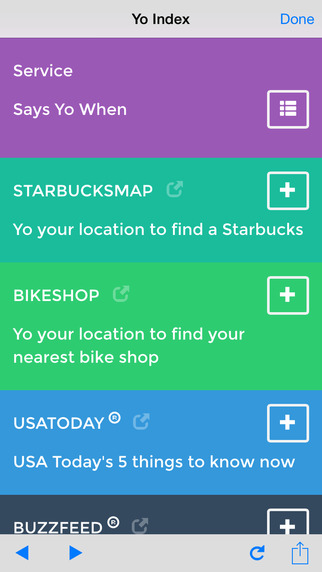 Yo Index
Done
Service
Says Yo When
STARBUCKSMAP
Yo your location to find a Starbucks
BIKESHOP
Yo your location to find your
nearest bike shop
USATODAY ®
USA Today's 5 things to know now
BUZZFEED ®